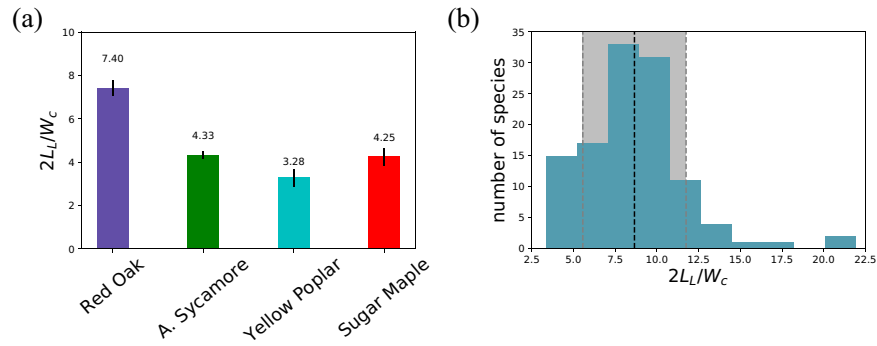 (a)
2L_L/W_c
10
8
6
4
2
0
7.40
4.33
3.28
4.25
Red Oak
A. Sycamore
Yellow Poplar
Sugar Maple
(b)
number of species
35
30
25
20
15
10
5
0
2.5 5.0 7.5 10.0 12.5 15.0 17.5 20.0 22.5
2L_L/W_c